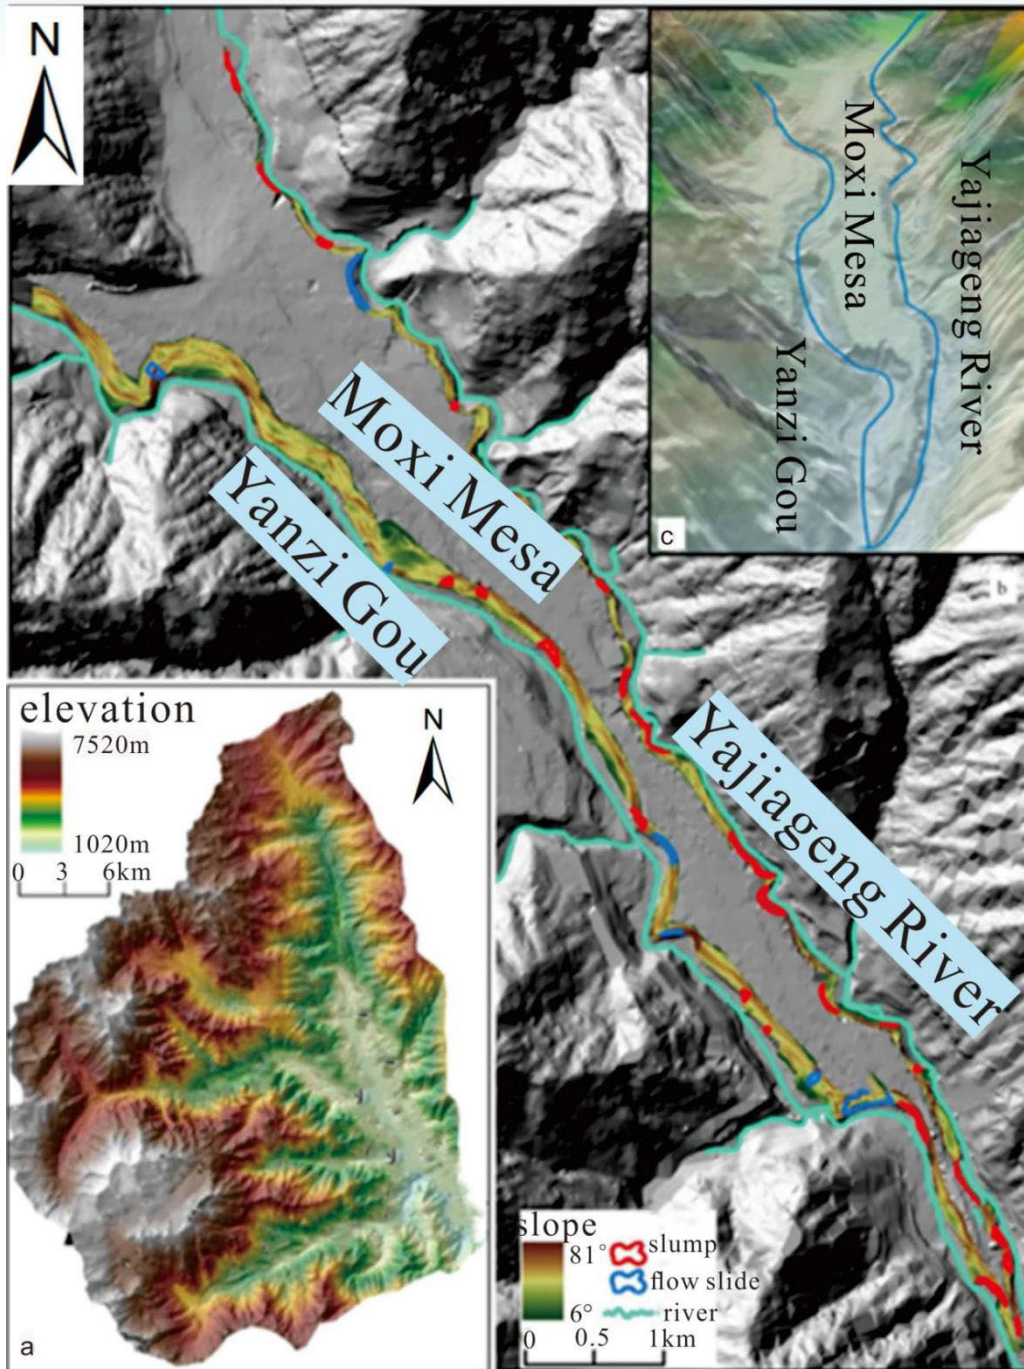 N
Moxi Mesa
Yajiageng River
Yanzi Gou
c
Moxi Mesa
Yanzi Gou
b
Yajiageng River
elevation
7520m
1020m
0 3 6km
N
a
slope
81°
6°
slump
flow slide
river
0 0.5 1km